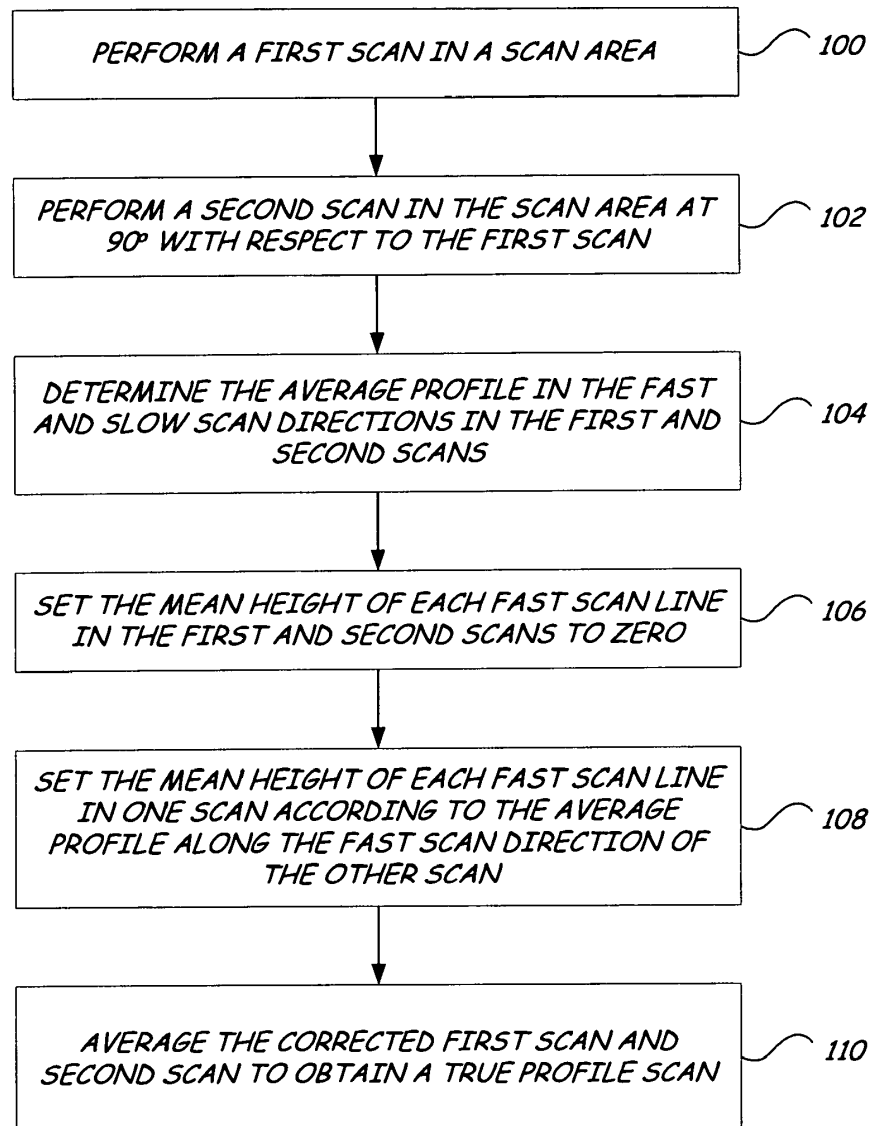 PERFORM A FIRST SCAN IN A SCAN AREA
100
PERFORM A SECOND SCAN IN THE SCAN AREA AT
90° WITH RESPECT TO THE FIRST SCAN
102
DETERMINE THE AVERAGE PROFILE IN THE FAST
AND SLOW SCAN DIRECTIONS IN THE FIRST AND
SECOND SCANS
104
SET THE MEAN HEIGHT OF EACH FAST SCAN LINE
IN THE FIRST AND SECOND SCANS TO ZERO
106
SET THE MEAN HEIGHT OF EACH FAST SCAN LINE
IN ONE SCAN ACCORDING TO THE AVERAGE
PROFILE ALONG THE FAST SCAN DIRECTION OF
THE OTHER SCAN
108
AVERAGE THE CORRECTED FIRST SCAN AND
SECOND SCAN TO OBTAIN A TRUE PROFILE SCAN
110